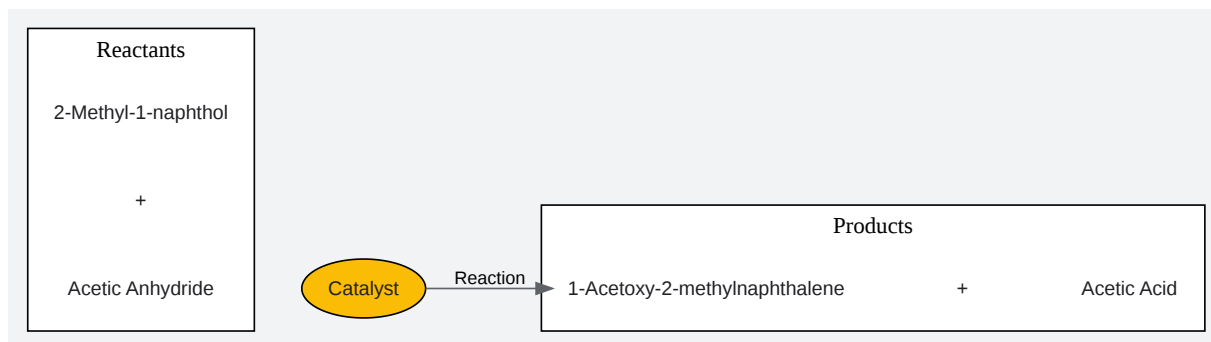 Reactants
2-Methyl-1-naphthol
+
Acetic Anhydride
Catalyst
Reaction
Products
1-Acetoxy-2-methylnaphthalene + Acetic Acid